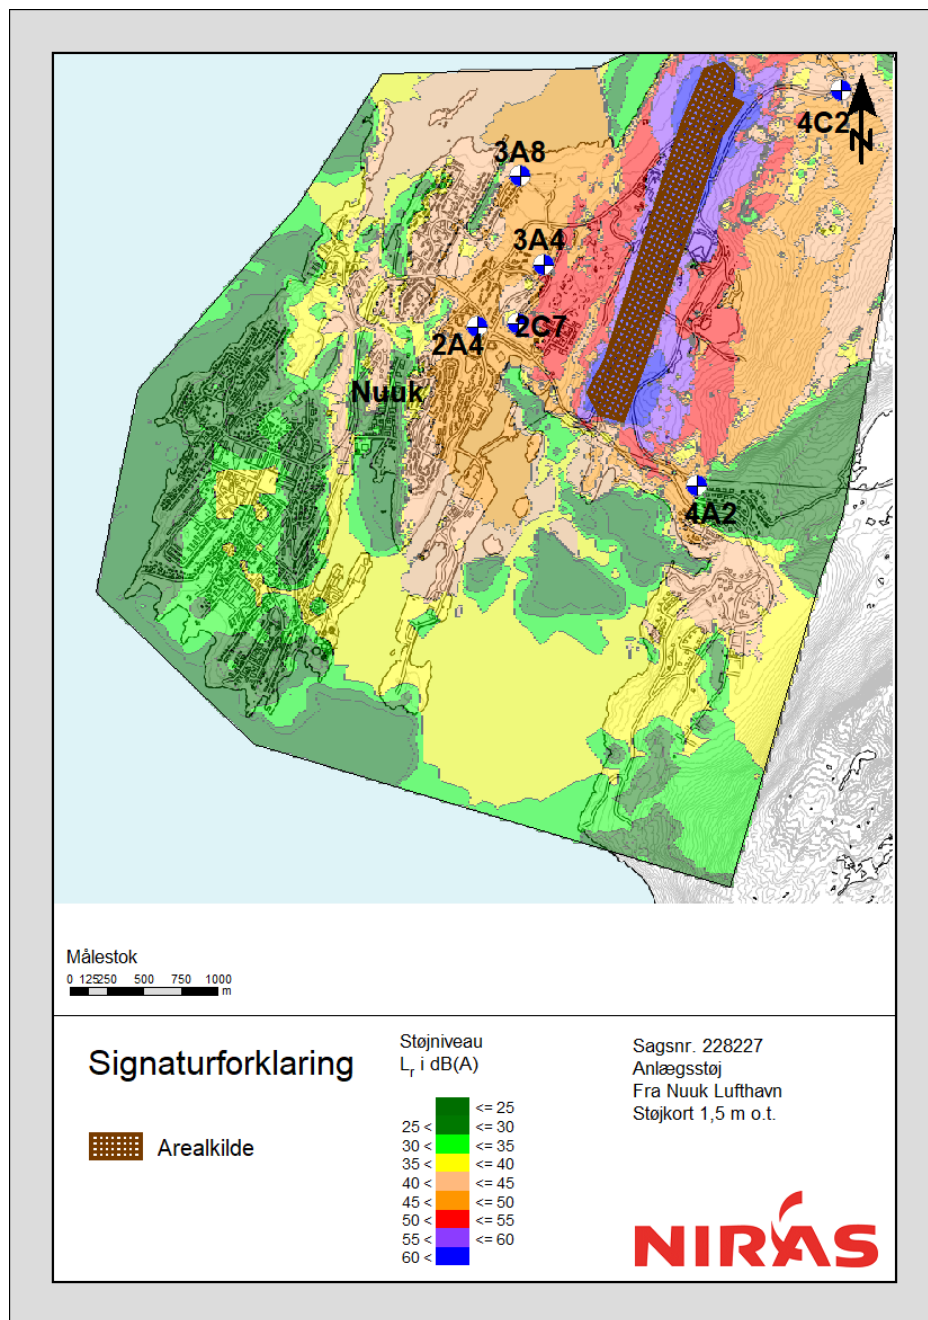 4C2
N
3A8
3A4
2C7
2A4
Nuuk
4A2
Målestok
0 125250 500 750 1000
m
Signaturforklaring
Arealkilde
Støjniveau
Lr i dB(A)
<= 25
25 < <= 30
30 < <= 35
35 < <= 40
40 < <= 45
45 < <= 50
50 < <= 55
55 < <= 60
60 <
Sagsnr. 228227
Anlægsstøj
Fra Nuuk Lufthavn
Støjkort 1,5 m o.t.
NIRAS